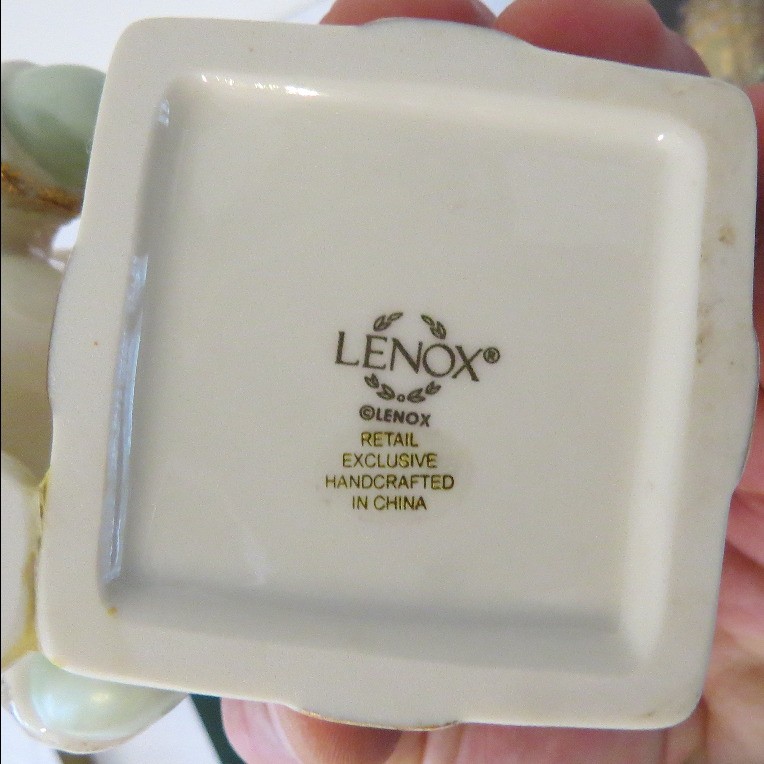 LENOX®
©LENOX
RETAIL
EXCLUSIVE
HANDCRAFTED
IN CHINA